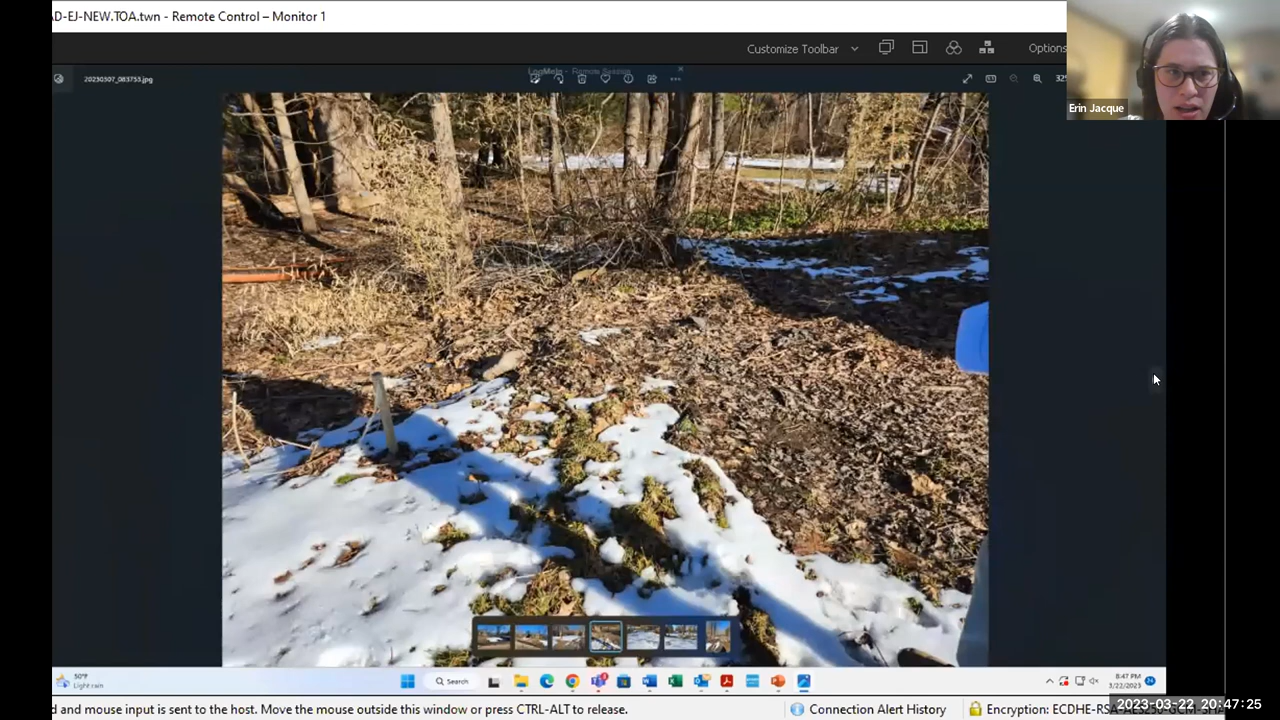 AD-EJ-NEW.TOA.twn - Remote Control – Monitor 1
Customize Toolbar
Options
Erin Jacque
20230307_083753.jpg
50°F
Light rain
Search
8:47 PM
3/22/2023
d and mouse input is sent to the host. Move the mouse outside this window or press CTRL-ALT to release.
Connection Alert History
Encryption: ECDHE-RSA
2023-03-22 20:47:25